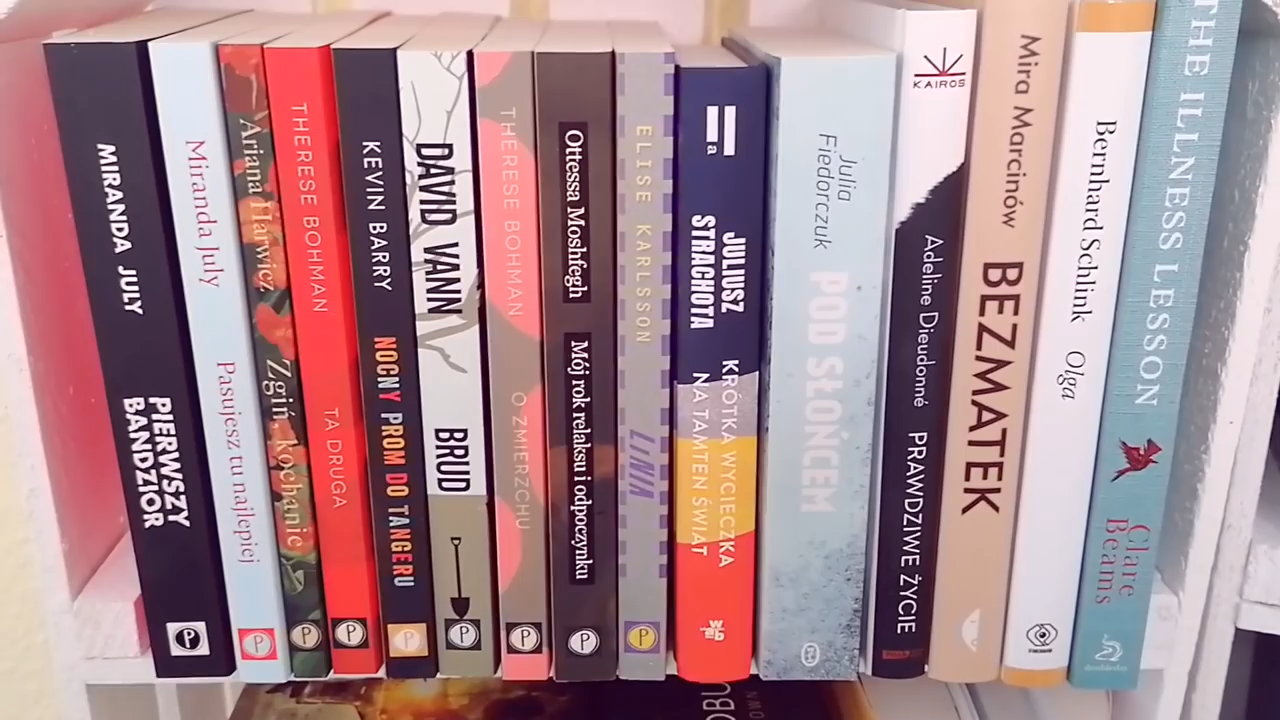 MIRANDA JULY
PIERWSZY
BANDZIOR
Miranda July
Pasujesz tu najlepiej
Ariana Harwicz
Zgiń, kochanie
THERESE BOHMAN
TA DRUGA
KEVIN BARRY
NOCNY PROM DO TANGERU
DAVID VANN
BRUD
THERESE BOHMAN
O ZMIERZCHU
Ottessa Moshfegh
Mój rok relaksu i odpoczynku
ELISE KARLSSON
LINIA
a
JULIUSZ
STRACHOTA
KRÓTKA WYCIECZKA
NA TAMTEN ŚWIAT
Julia
Fiedorczuk
POD SŁOŃCEM
KAIROS
Adeline Dieudonné
PRAWDZIWE ŻYCIE
Mira Marcinów
BEZMATEK
Bernhard Schlink
Olga
THE ILLNESS LESSON
Clare
Beams